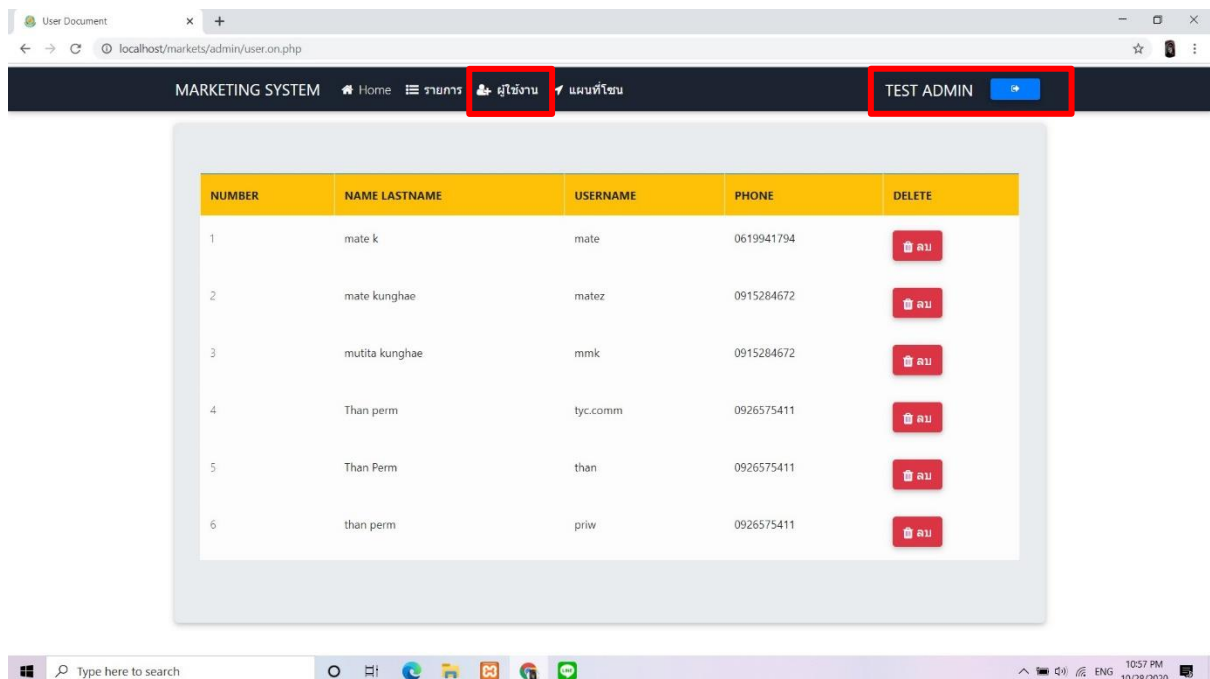 User Document
localhost/markets/admin/user.on.php
MARKETING SYSTEM Home รายการ ผู้ใช้งาน แผนที่โซน TEST ADMIN
NUMBER NAME LASTNAME USERNAME PHONE DELETE
1 mate k mate 0619941794 ลบ
2 mate kunghae matez 0915284672 ลบ
3 mutita kunghae mmk 0915284672 ลบ
4 Than perm tyc.comm 0926575411 ลบ
5 Than Perm than 0926575411 ลบ
6 than perm priw 0926575411 ลบ
Type here to search ENG 10:57 PM
10/28/2020